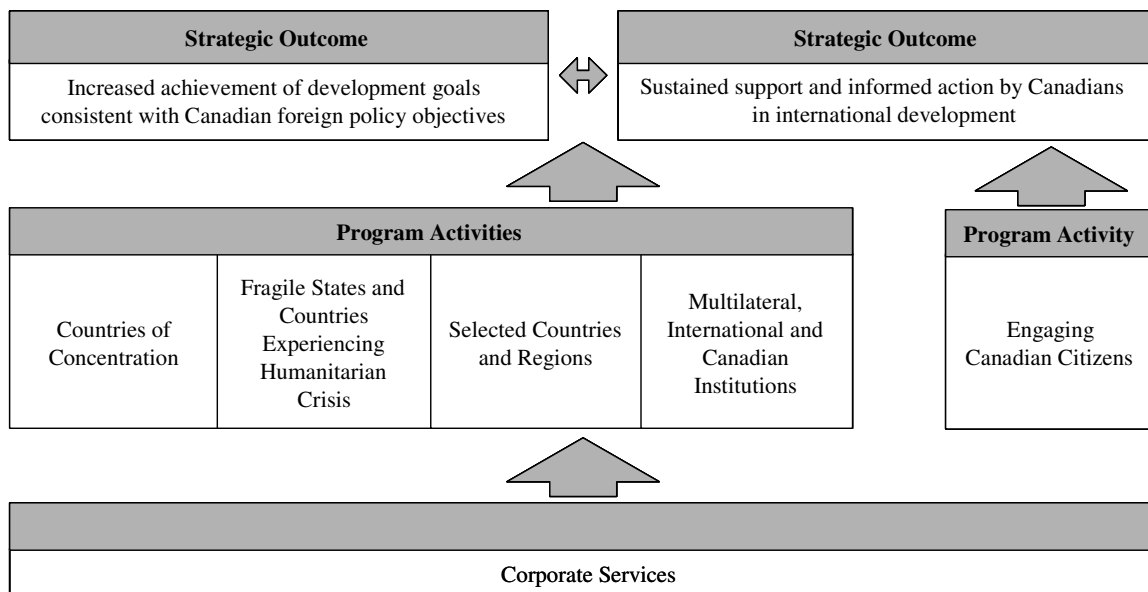 Strategic Outcome
Increased achievement of development goals
consistent with Canadian foreign policy objectives
Strategic Outcome
Sustained support and informed action by Canadians
in international development
Program Activities
Countries of
Concentration
Fragile States and
Countries
Experiencing
Humanitarian
Crisis
Selected Countries
and Regions
Multilateral,
International and
Canadian
Institutions
Program Activity
Engaging
Canadian Citizens
Corporate Services